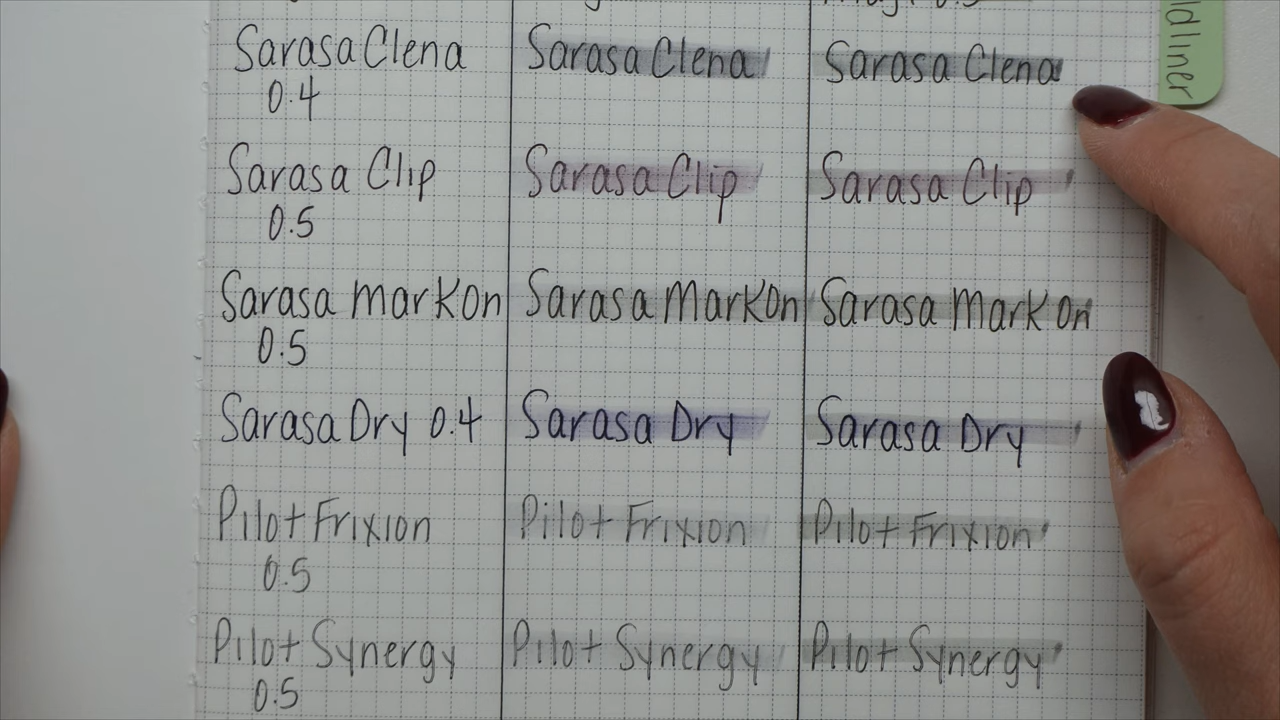 Sarasa Clena Sarasa Clena Sarasa Clena
0.4
Sarasa Clip Sarasa Clip Sarasa Clip
0.5
Sarasa markOn Sarasa MarkOn Sarasa Mark On
0.5
Sarasa Dry 0.4 Sarasa Dry Sarasa Dry
Pilot Frixion Pilot Frixion Pilot Frixion
0.5
Pilot Synergy Pilot Synergy Pilot Synergy
0.5